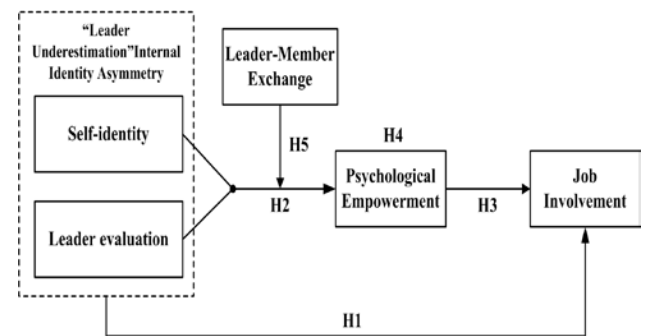 “Leader
Underestimation”Internal
Identity Asymmetry
Self-identity
Leader evaluation
Leader-Member
Exchange
H5
H2
H4
Psychological
Empowerment
H3
Job
Involvement
H1